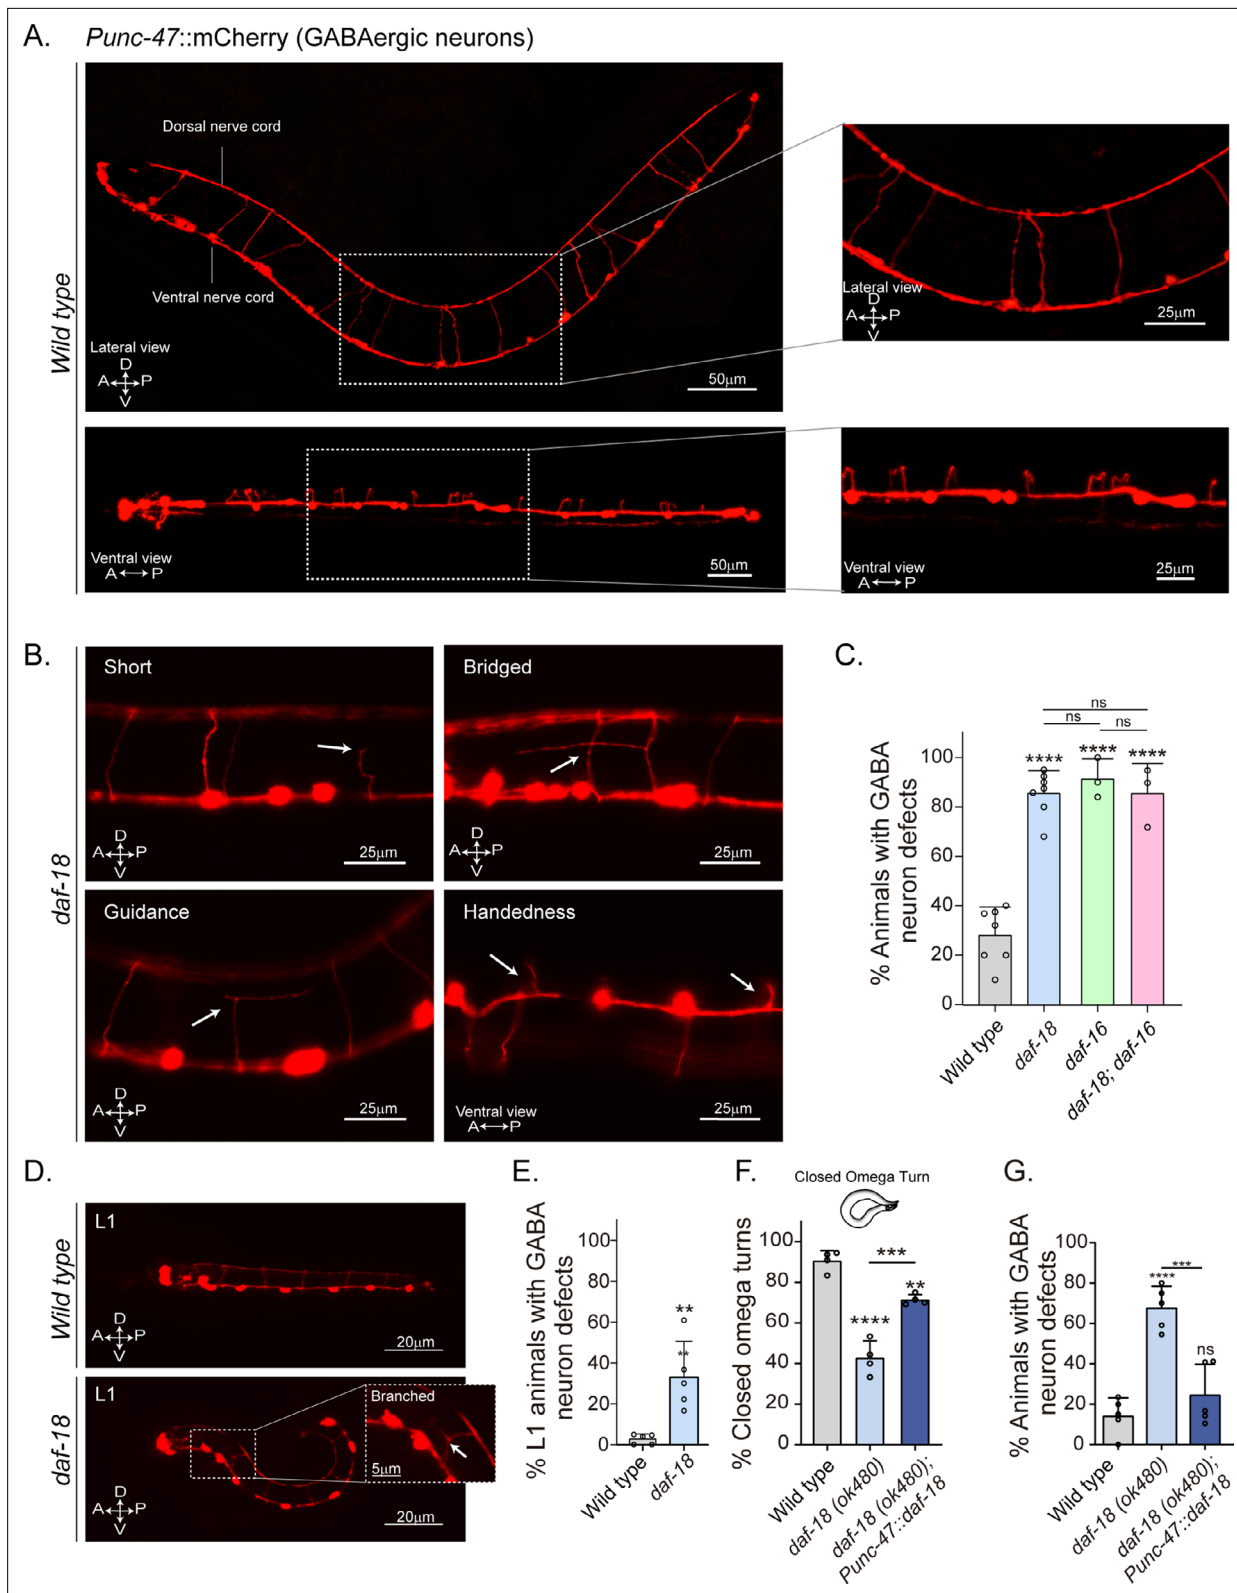 A. Punc-47::mCherry (GABAergic neurons)
Wild type
Dorsal nerve cord
Ventral nerve cord
Lateral view
D
A P
V
50µm
Lateral view
D
A P
V
25µm
Ventral view
A P
50µm
Ventral view
A P
25µm
B.
daf-18
Short
D
A P
V
25µm
Bridged
D
A P
V
25µm
Guidance
D
A P
V
25µm
Handedness
Ventral view
A P
25µm
C.
% Animals with GABA
neuron defects
100
80
60
40
20
0
ns
ns
ns
****
****
****
Wild type
daf-18
daf-16
daf-18; daf-16
D.
Wild type
L1
D
A P
V
20µm
daf-18
L1
Branched
5µm
D
A P
V
20µm
E.
% L1 animals with GABA
neuron defects
100
80
60
40
20
0
**
**
Wild type
daf-18
F.
Closed Omega Turn
% Closed omega turns
100
80
60
40
20
0
***
**
****
Wild type
daf-18 (ok480)
daf-18 (ok480);
Punc-47::daf-18
G.
% Animals with GABA
neuron defects
100
80
60
40
20
0
***
****
ns
Wild type
daf-18 (ok480)
daf-18 (ok480);
Punc-47::daf-18